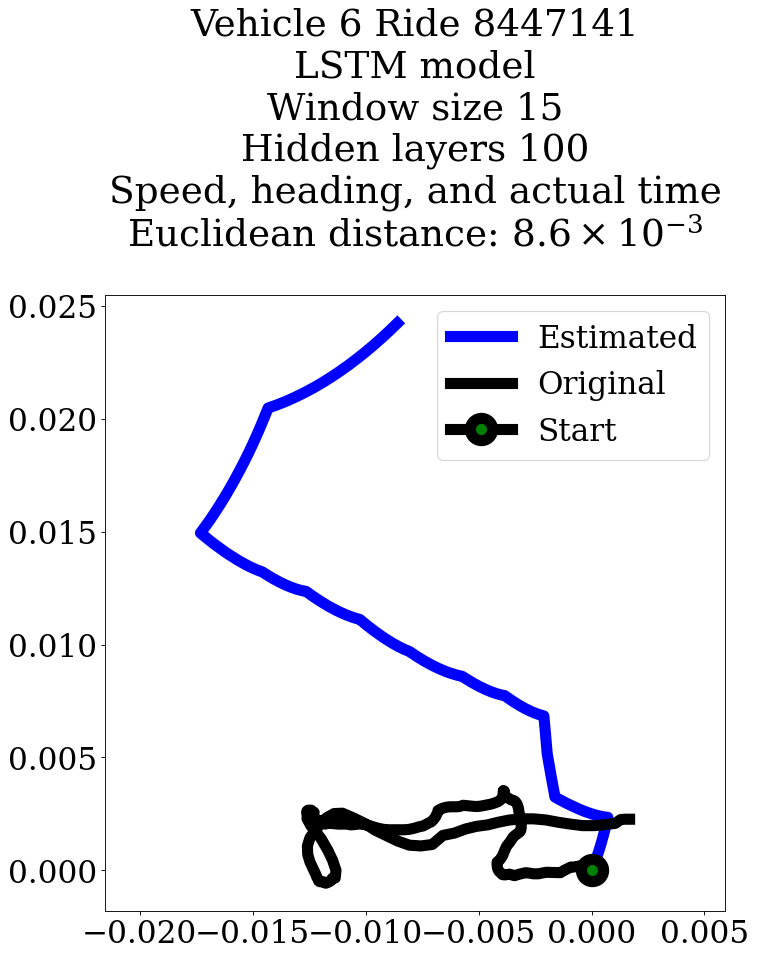 Vehicle 6 Ride 8447141
LSTM model
Window size 15
Hidden layers 100
Speed, heading, and actual time
Euclidean distance: 8.6 × 10⁻³
0.025
0.020
0.015
0.010
0.005
0.000
Estimated
Original
Start
−0.020−0.015−0.010−0.005 0.000 0.005